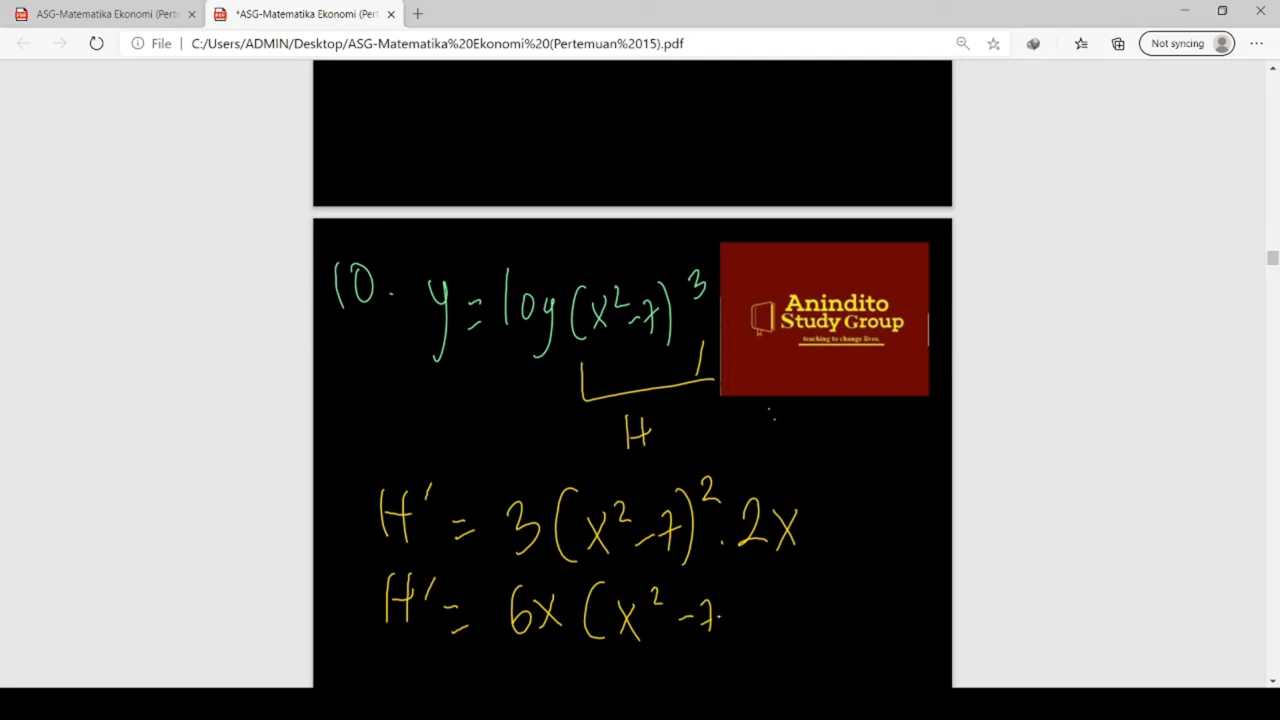 ASG-Matematika Ekonomi (Perte
*ASG-Matematika Ekonomi (Pert
File
C:/Users/ADMIN/Desktop/ASG-Matematika%20Ekonomi%20(Pertemuan%2015).pdf
Not syncing
10. y = log (x² - 7)³
Anindito
Study Group
teaching to change lives.
H
H' = 3 (x² - 7)² . 2x
H' = 6x (x² - 7